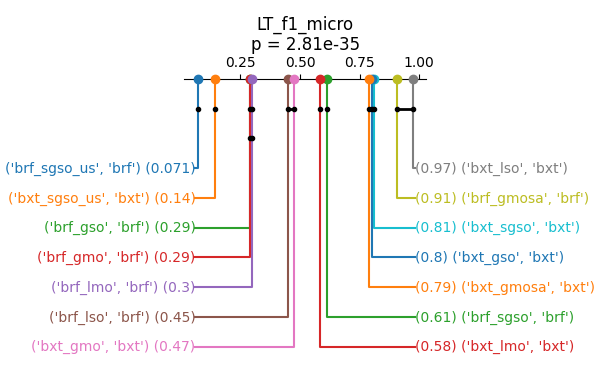 LT_f1_micro
p = 2.81e-35
0.25 0.50 0.75 1.00
('brf_sgso_us', 'brf') (0.071) (0.97) ('bxt_lso', 'bxt')
('bxt_sgso_us', 'bxt') (0.14) (0.91) ('brf_gmosa', 'brf')
('brf_gso', 'brf') (0.29) (0.81) ('bxt_sgso', 'bxt')
('brf_gmo', 'brf') (0.29) (0.8) ('bxt_gso', 'bxt')
('brf_lmo', 'brf') (0.3) (0.79) ('bxt_gmosa', 'bxt')
('brf_lso', 'brf') (0.45) (0.61) ('brf_sgso', 'brf')
('bxt_gmo', 'bxt') (0.47) (0.58) ('bxt_lmo', 'bxt')